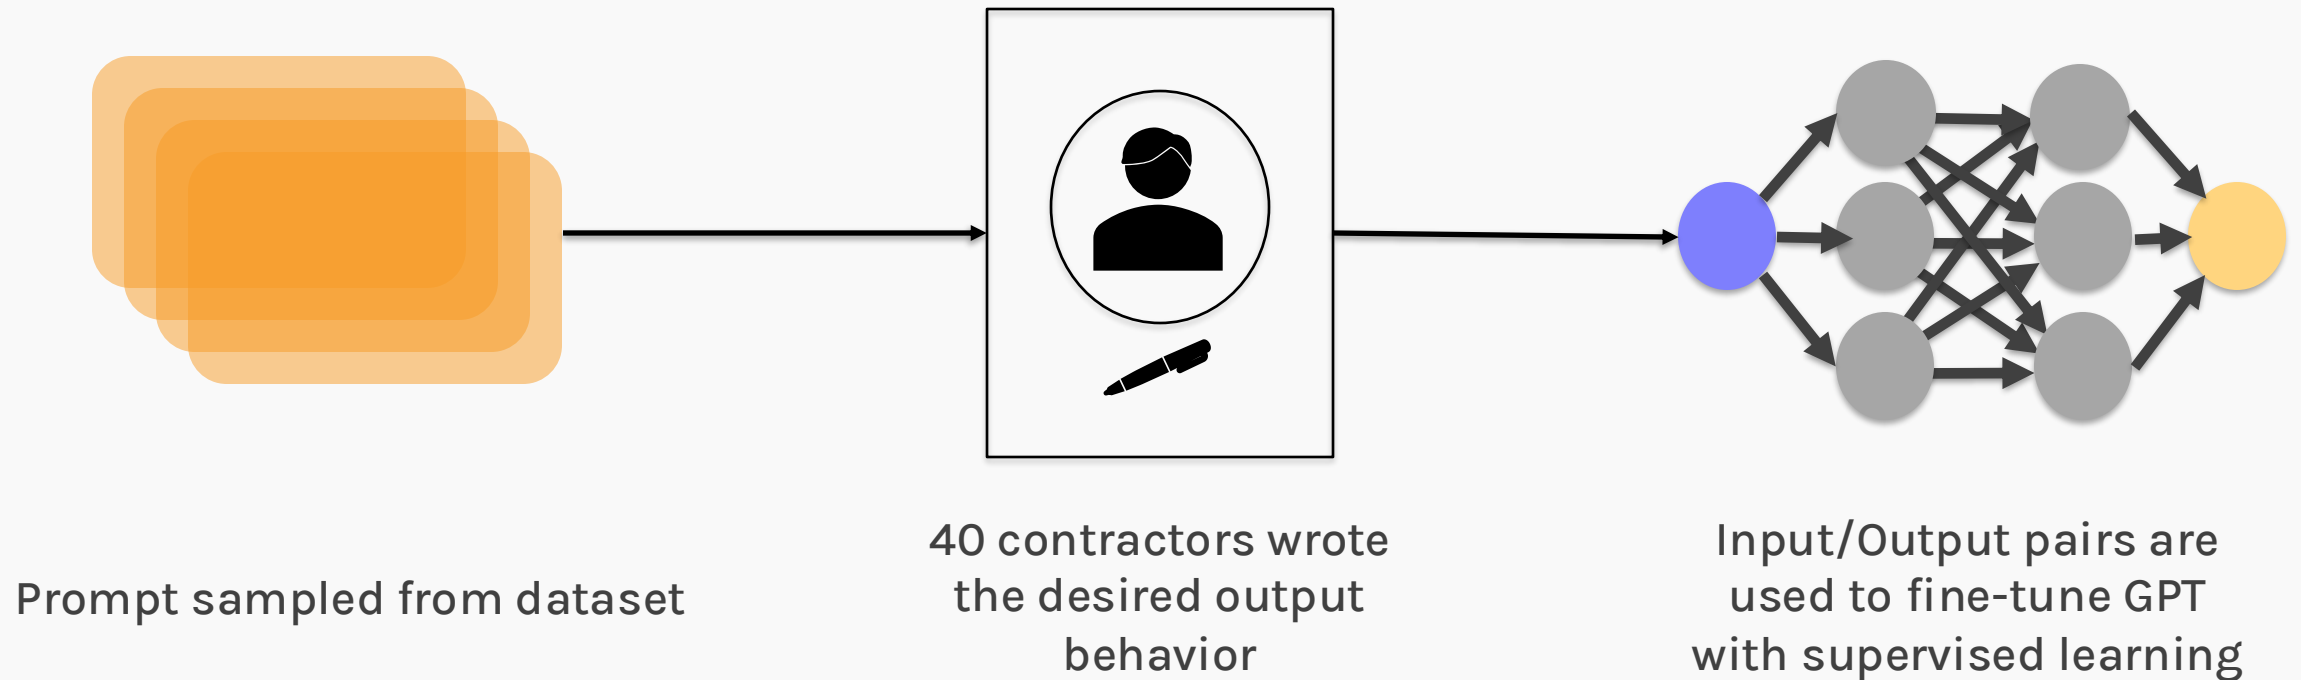 Prompt sampled from dataset
40 contractors wrote
the desired output
behavior
Input/Output pairs are
used to fine-tune GPT
with supervised learning